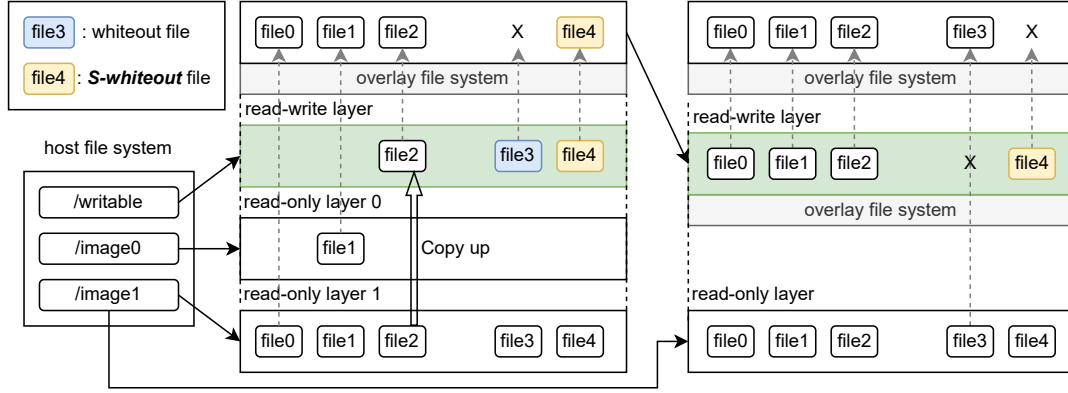 file3 : whiteout file
file4 : S-whiteout file
host file system
/writable
/image0
/image1
file0 file1 file2 X file4
overlay file system
read-write layer
file2 file3 file4
read-only layer 0
file1 Copy up
read-only layer 1
file0 file1 file2 file3 file4
file0 file1 file2 file3 X
overlay file system
read-write layer
file0 file1 file2 X file4
overlay file system
read-only layer
file0 file1 file2 file3 file4